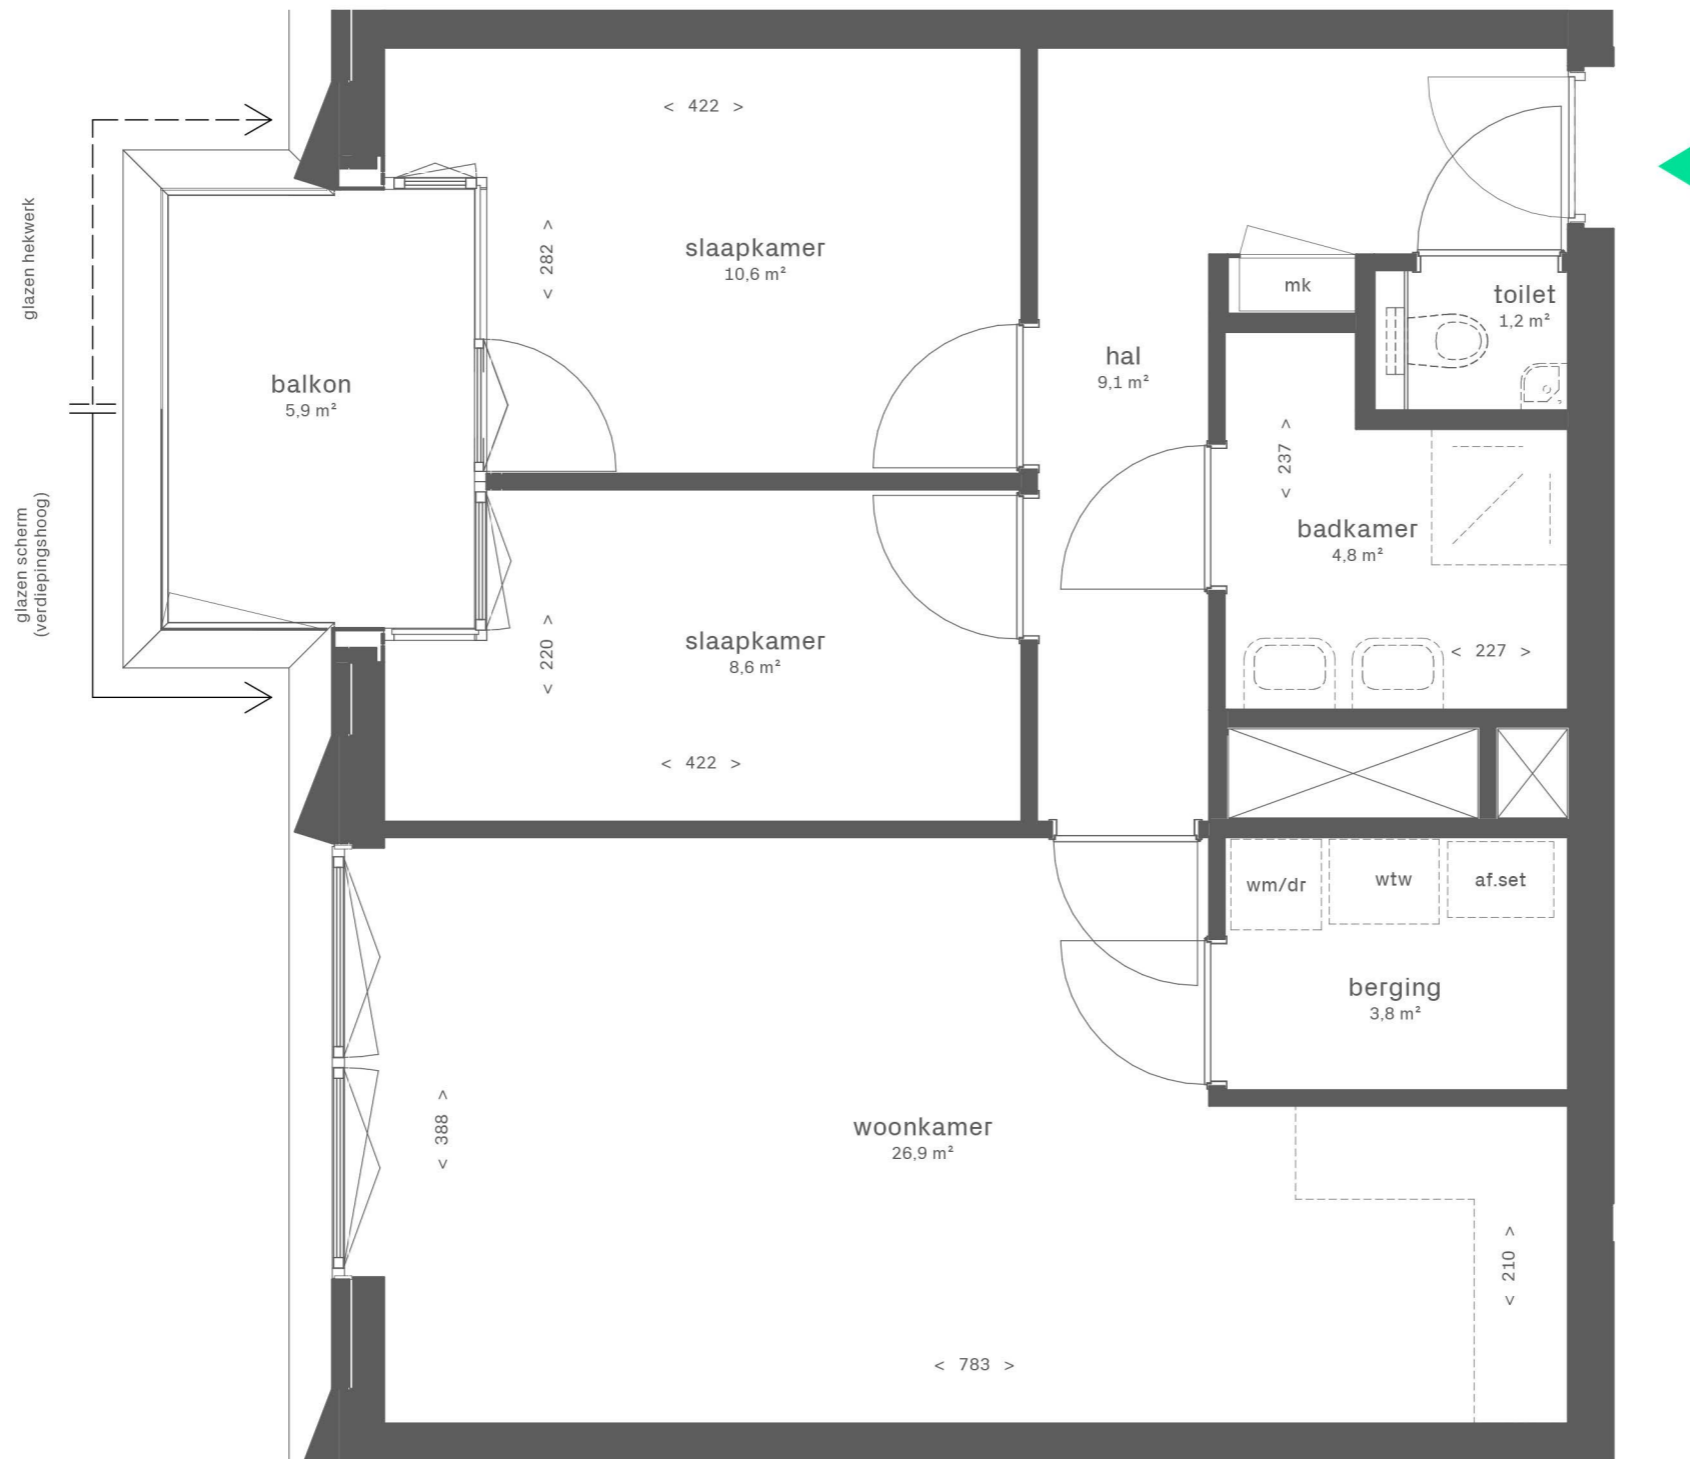 glazen hekwerk
glazen scherm
(verdiepingshoog)
balkon
5,9 m²
< 422 >
< 282 >
slaapkamer
10,6 m²
hal
9,1 m²
mk
toilet
1,2 m²
< 237 >
badkamer
4,8 m²
< 227 >
< 220 >
slaapkamer
8,6 m²
< 422 >
wm/dr
wtw
af.set
berging
3,8 m²
< 388 >
woonkamer
26,9 m²
< 210 >
< 783 >